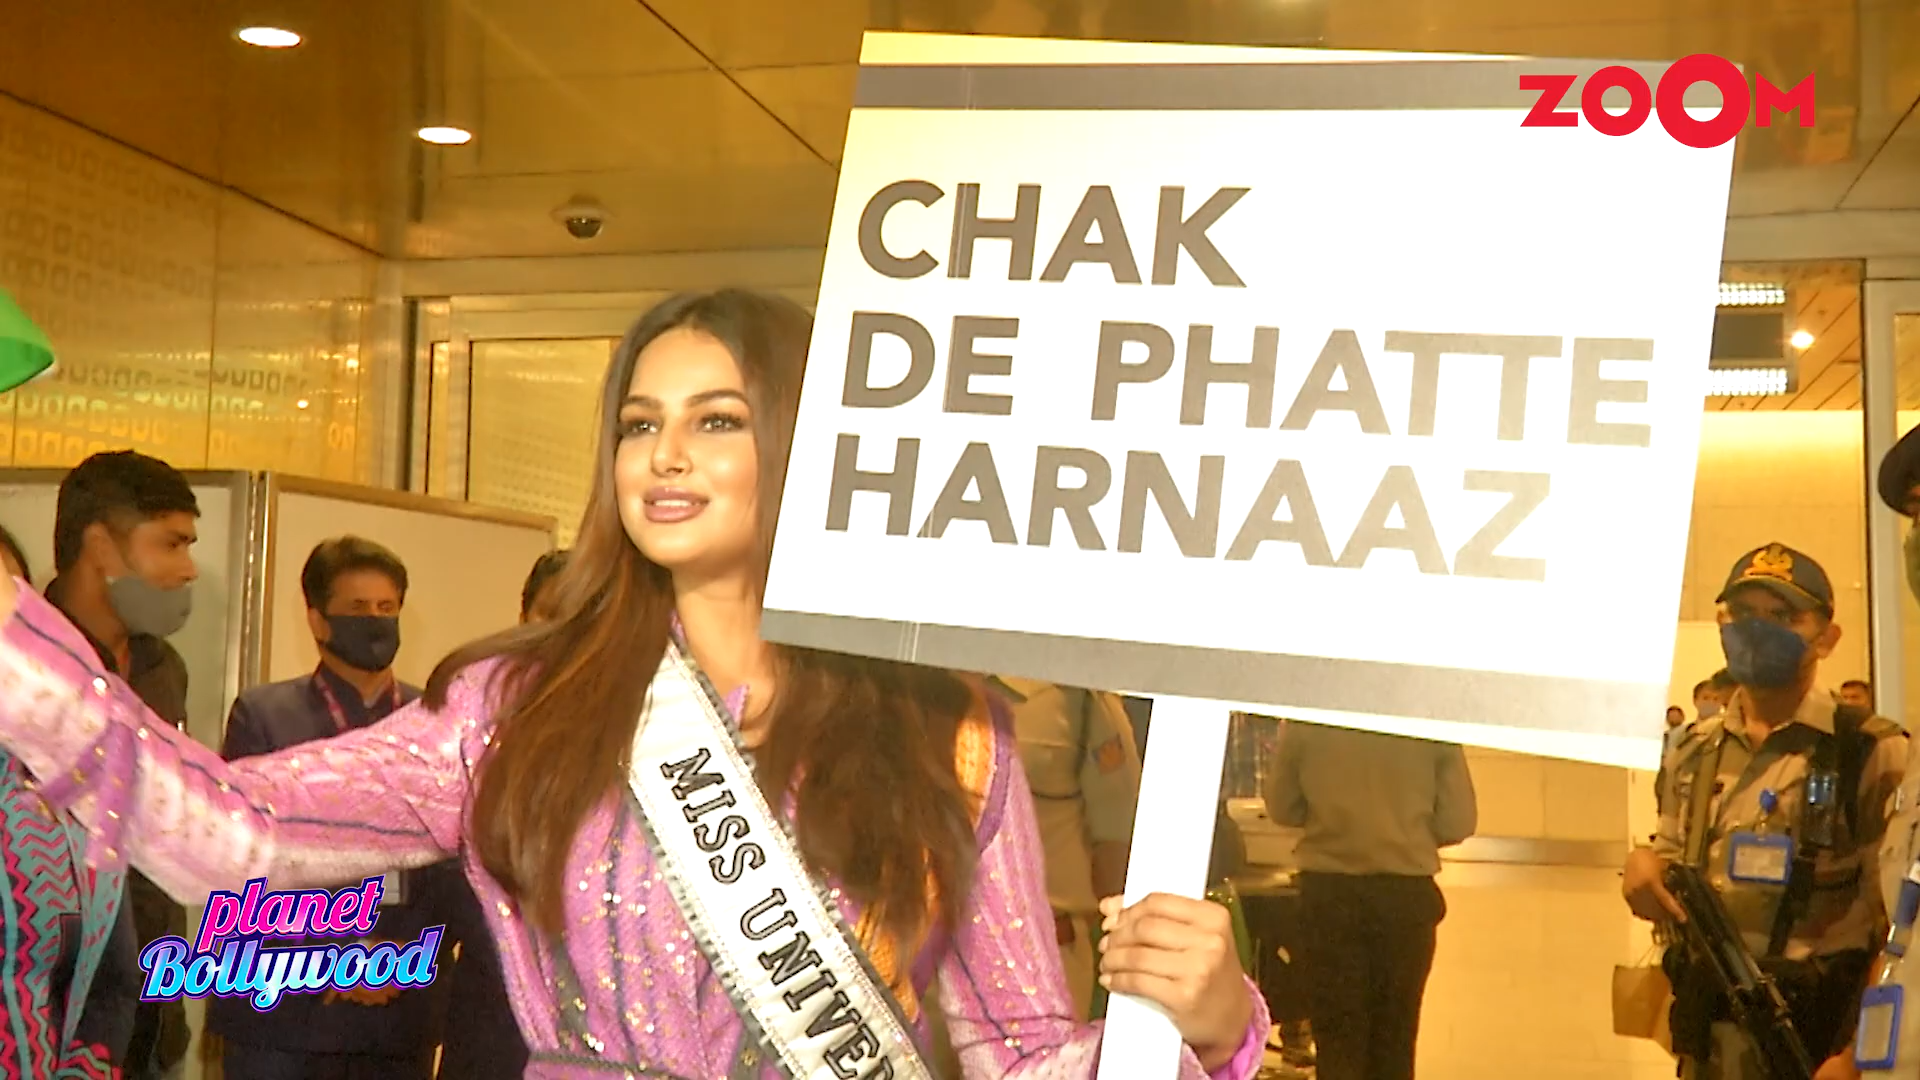 ZOOM
CHAK
DE PHATTE
HARNAAZ
MISS UNIVER
planet
Bollywood